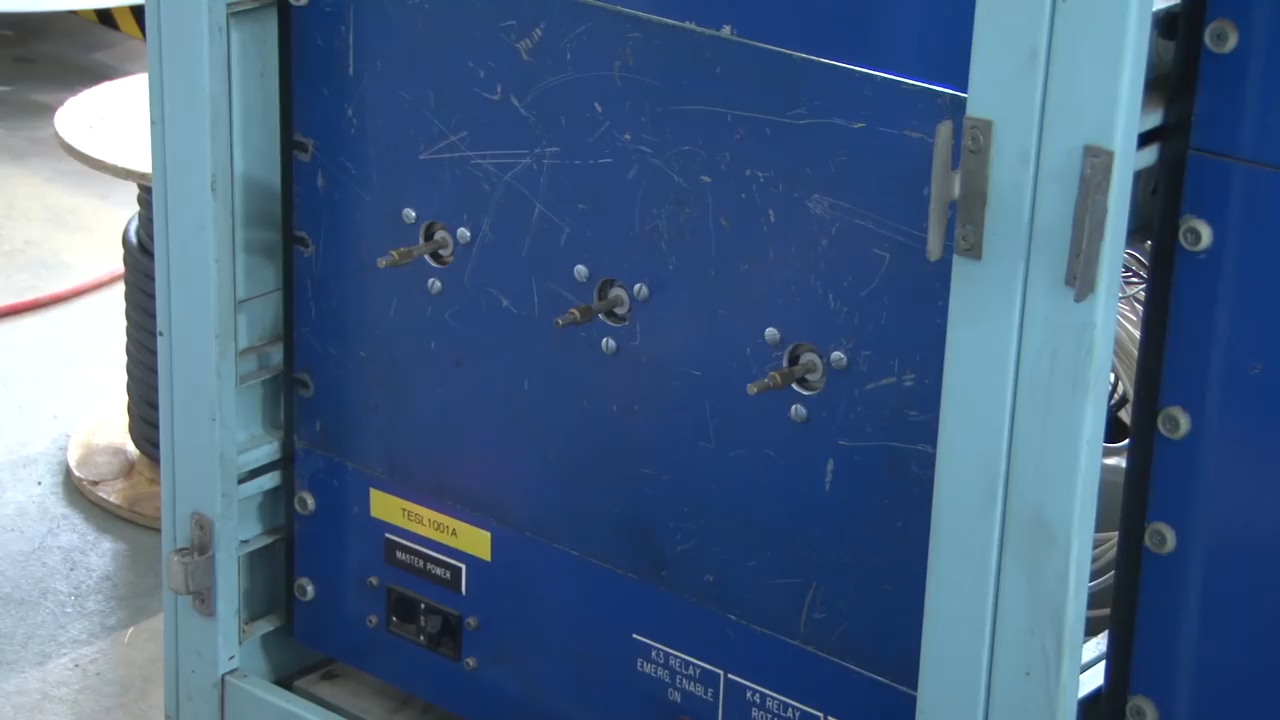 TESL1001A
MASTER POWER
K3 RELAY
EMERG. ENABLE
ON
K4 RELAY